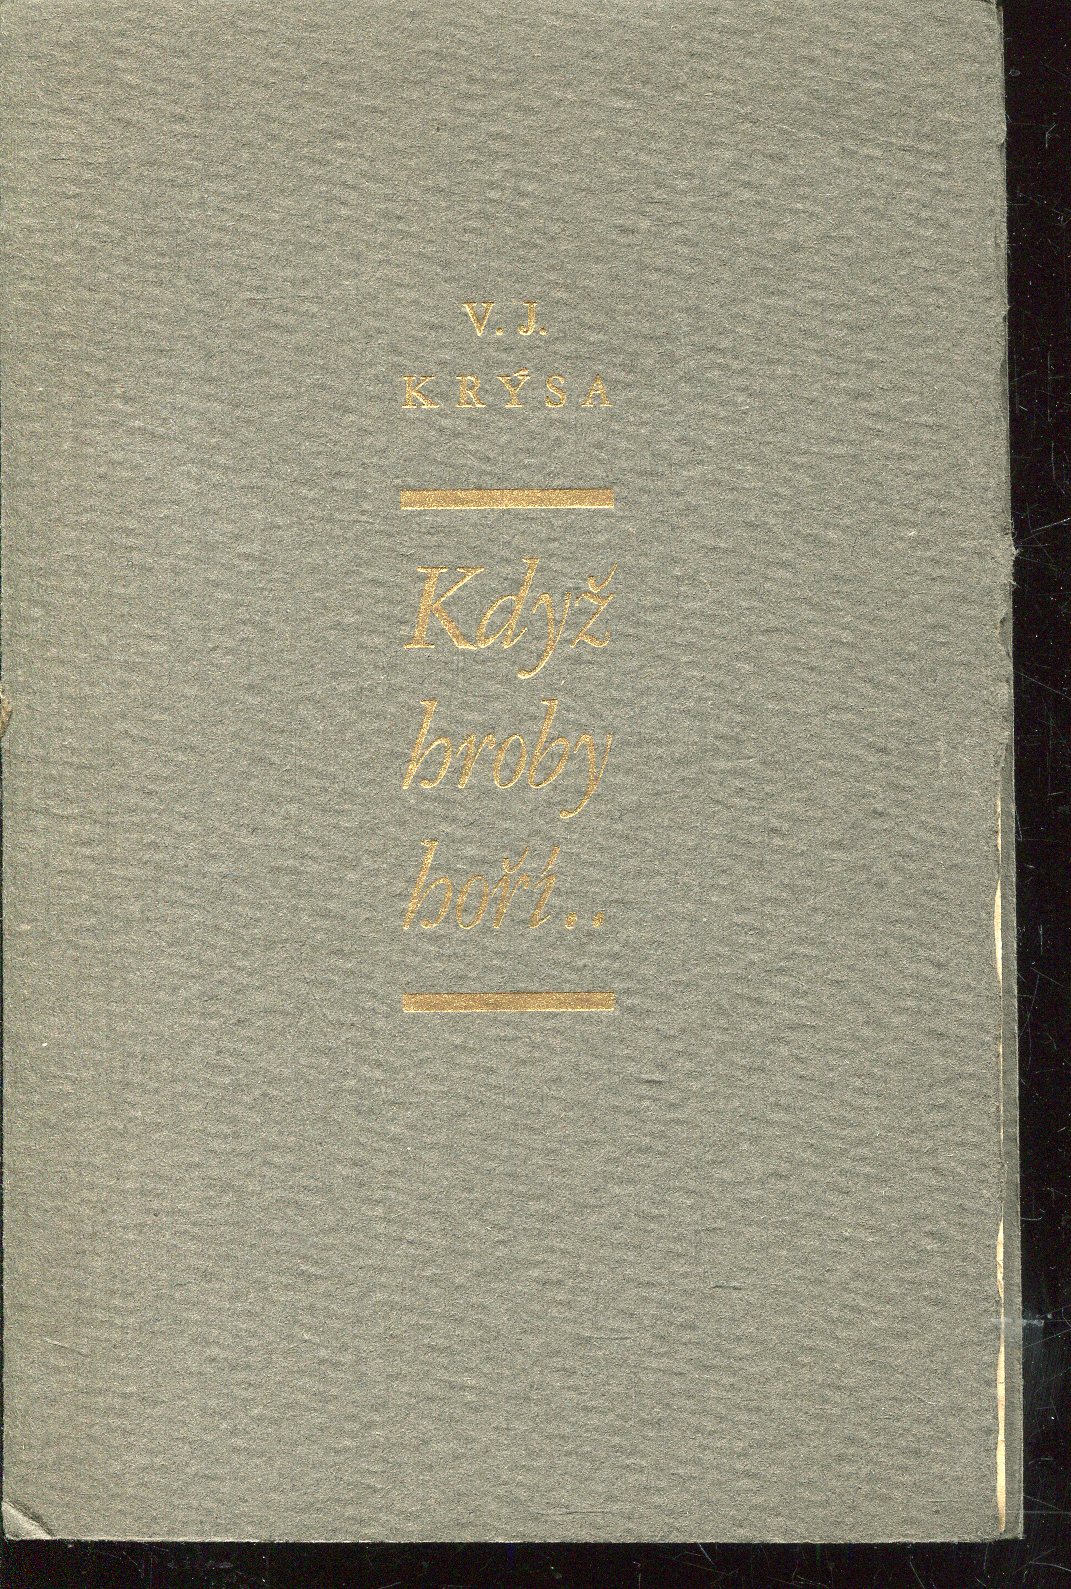 V. J.
KRÝSA
Když
hroby
hoří..